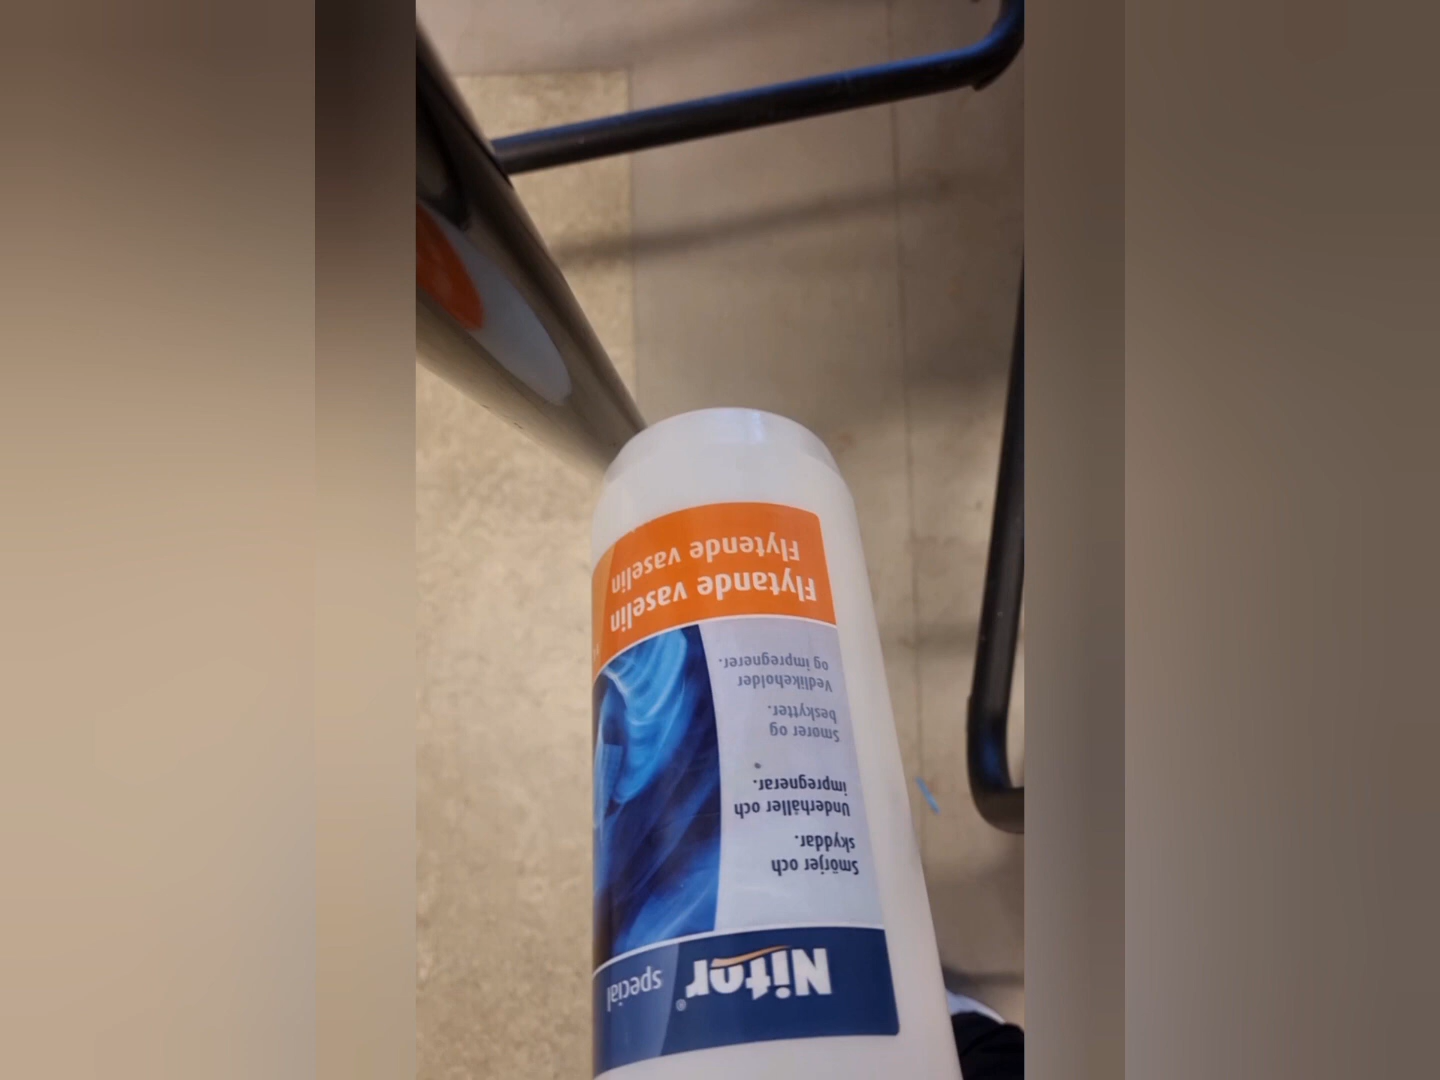 Nitor® special
Smörjer och
skyddar.
Underhåller och
impregnerar.
Smører og
beskytter.
Vedlikeholder
og impregnerer.
Flytande vaselin
Flytende vaselin